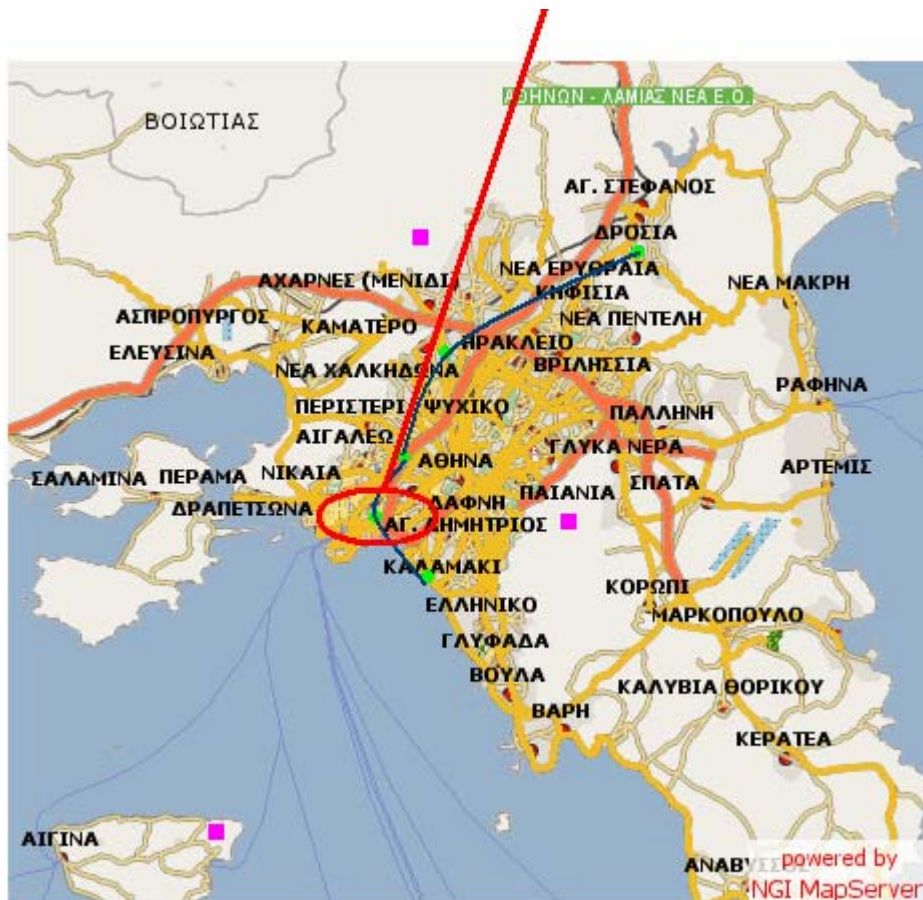 ΑΘΗΝΩΝ - ΛΑΜΙΑΣ ΝΕΑ Ε.Ο.
ΒΟΙΩΤΙΑΣ
ΑΓ. ΣΤΕΦΑΝΟΣ
ΔΡΟΣΙΑ
ΝΕΑ ΕΡΥΘΡΑΙΑ
ΑΧΑΡΝΕΣ (ΜΕΝΙΔΙ)
ΝΕΑ ΜΑΚΡΗ
ΚΗΦΙΣΙΑ
ΑΣΠΡΟΠΥΡΓΟΣ
ΚΑΜΑΤΕΡΟ
ΝΕΑ ΠΕΝΤΕΛΗ
ΗΡΑΚΛΕΙΟ
ΕΛΕΥΣΙΝΑ
ΝΕΑ ΧΑΛΚΗΔΩΝΑ
ΒΡΙΛΗΣΣΙΑ
ΡΑΦΗΝΑ
ΠΕΡΙΣΤΕΡΙ
ΨΥΧΙΚΟ
ΠΑΛΛΗΝΗ
ΑΙΓΑΛΕΩ
ΓΛΥΚΑ ΝΕΡΑ
ΑΘΗΝΑ
ΑΡΤΕΜΙΣ
ΣΑΛΑΜΙΝΑ
ΠΕΡΑΜΑ
ΝΙΚΑΙΑ
ΣΠΑΤΑ
ΠΑΙΑΝΙΑ
ΔΑΦΝΗ
ΔΡΑΠΕΤΣΩΝΑ
ΑΓ. ΔΗΜΗΤΡΙΟΣ
ΚΑΛΑΜΑΚΙ
ΚΟΡΩΠΙ
ΕΛΛΗΝΙΚΟ
ΜΑΡΚΟΠΟΥΛΟ
ΓΛΥΦΑΔΑ
ΒΟΥΛΑ
ΚΑΛΥΒΙΑ ΘΟΡΙΚΟΥ
ΒΑΡΗ
ΚΕΡΑΤΕΑ
ΑΙΓΙΝΑ
ΑΝΑΒΥΣΣΟΣ
powered by
NGI MapServer